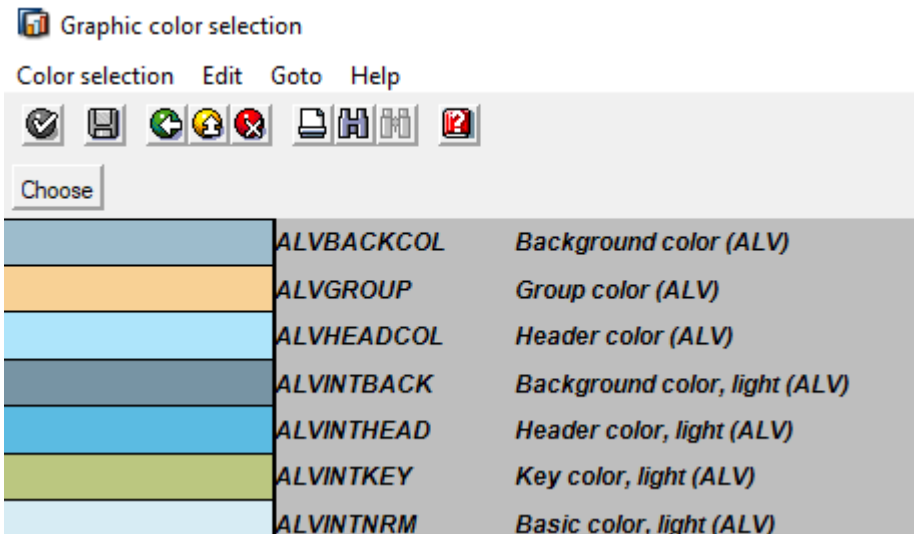 Graphic color selection
Color selection Edit Goto Help
Choose
ALVBACKCOL Background color (ALV)
ALVGROUP Group color (ALV)
ALVHEADCOL Header color (ALV)
ALVINTBACK Background color, light (ALV)
ALVINTHEAD Header color, light (ALV)
ALVINTKEY Key color, light (ALV)
ALVINTNRM Basic color, light (ALV)